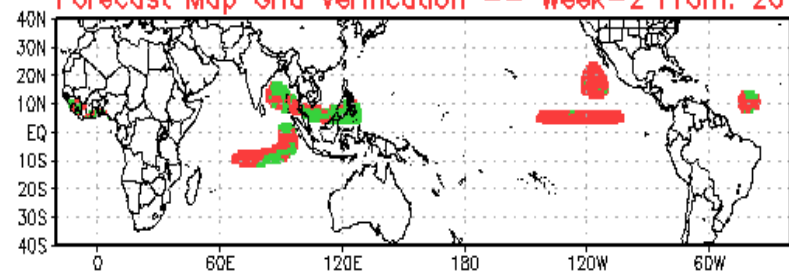 Forecast Map Grid Verification -- Week-2 From: 20
40N
30N
20N
10N
EQ
10S
20S
30S
40S
0 60E 120E 180 120W 60W